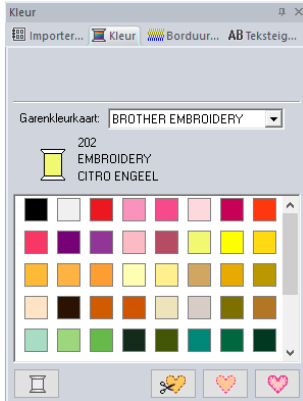 Kleur
Importer... Kleur Borduur... AB Teksteig...
Garenkleurkaart: BROTHER EMBROIDERY
202
EMBROIDERY
CITRO ENGEEL